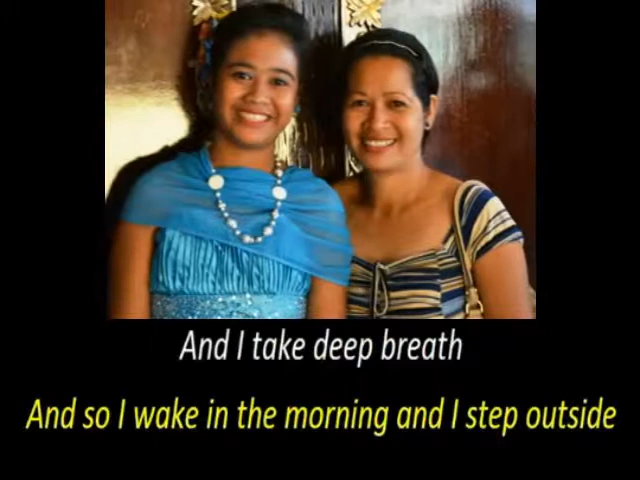 And I take deep breath
And so I wake in the morning and I step outside